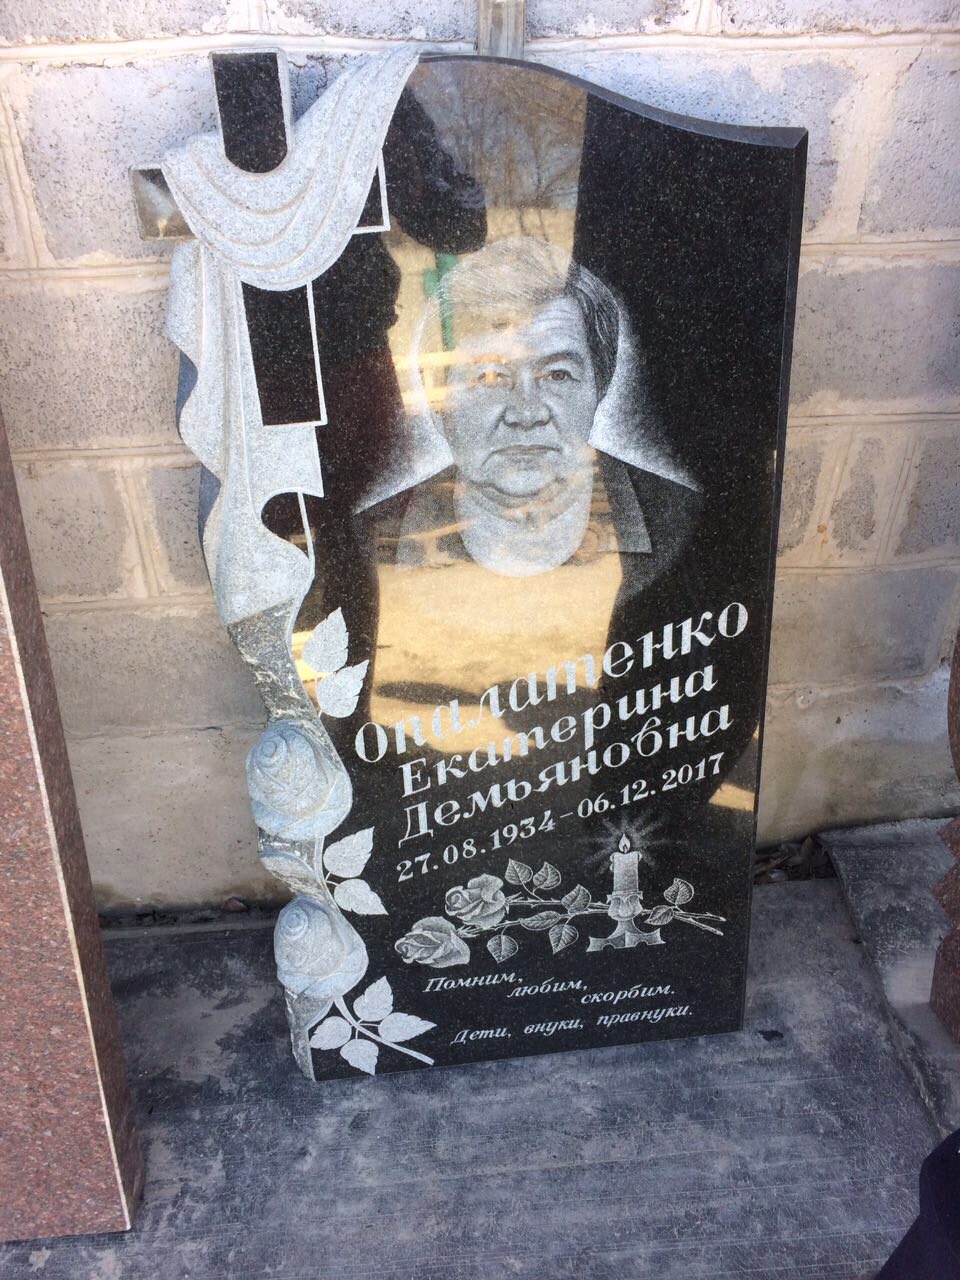 Опалатенко
Екатерина
Демьяновна
27.08.1934-06.12.2017
Помним,
любим,
скорбим.
Дети, внуки, правнуки.